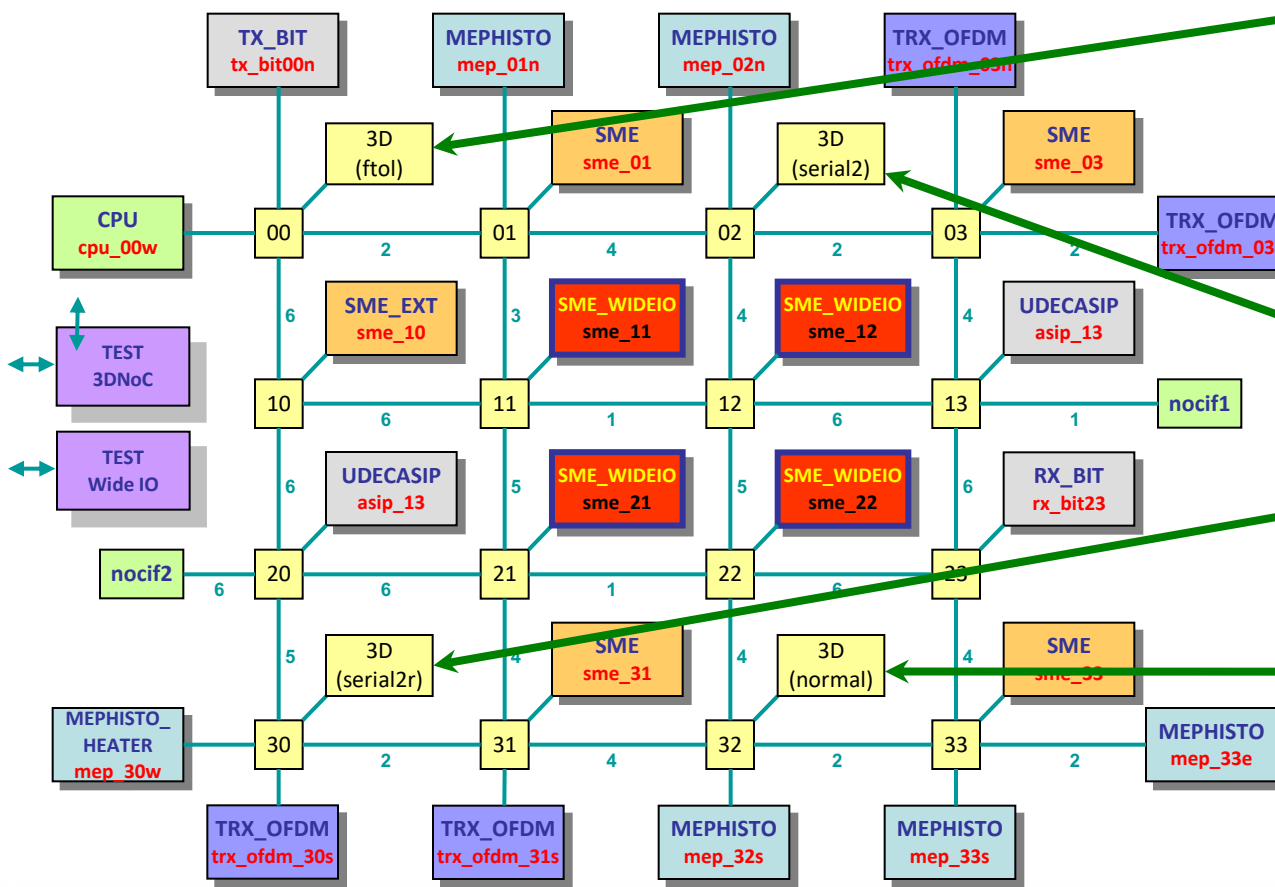 TX_BIT
tx_bit00n
MEPHISTO
mep_01n
MEPHISTO
mep_02n
TRX_OFDM
trx_ofdm_03n
3D
(ftol)
SME
sme_01
3D
(serial2)
SME
sme_03
CPU
cpu_00w
00
2
01
4
02
2
03
2
TRX_OFDM
trx_ofdm_03
6
SME_EXT
sme_10
3
SME_WIDEIO
sme_11
4
SME_WIDEIO
sme_12
4
UDECASIP
asip_13
TEST
3DNoC
10
6
11
1
12
6
13
1
nocif1
TEST
Wide IO
6
UDECASIP
asip_13
5
SME_WIDEIO
sme_21
5
SME_WIDEIO
sme_22
6
RX_BIT
rx_bit23
nocif2
6
20
6
21
1
22
6
23
5
3D
(serial2r)
4
SME
sme_31
4
3D
(normal)
4
SME
sme_33
MEPHISTO_
HEATER
mep_30w
30
2
31
4
32
2
33
2
MEPHISTO
mep_33e
TRX_OFDM
trx_ofdm_30s
TRX_OFDM
trx_ofdm_31s
MEPHISTO
mep_32s
MEPHISTO
mep_33s